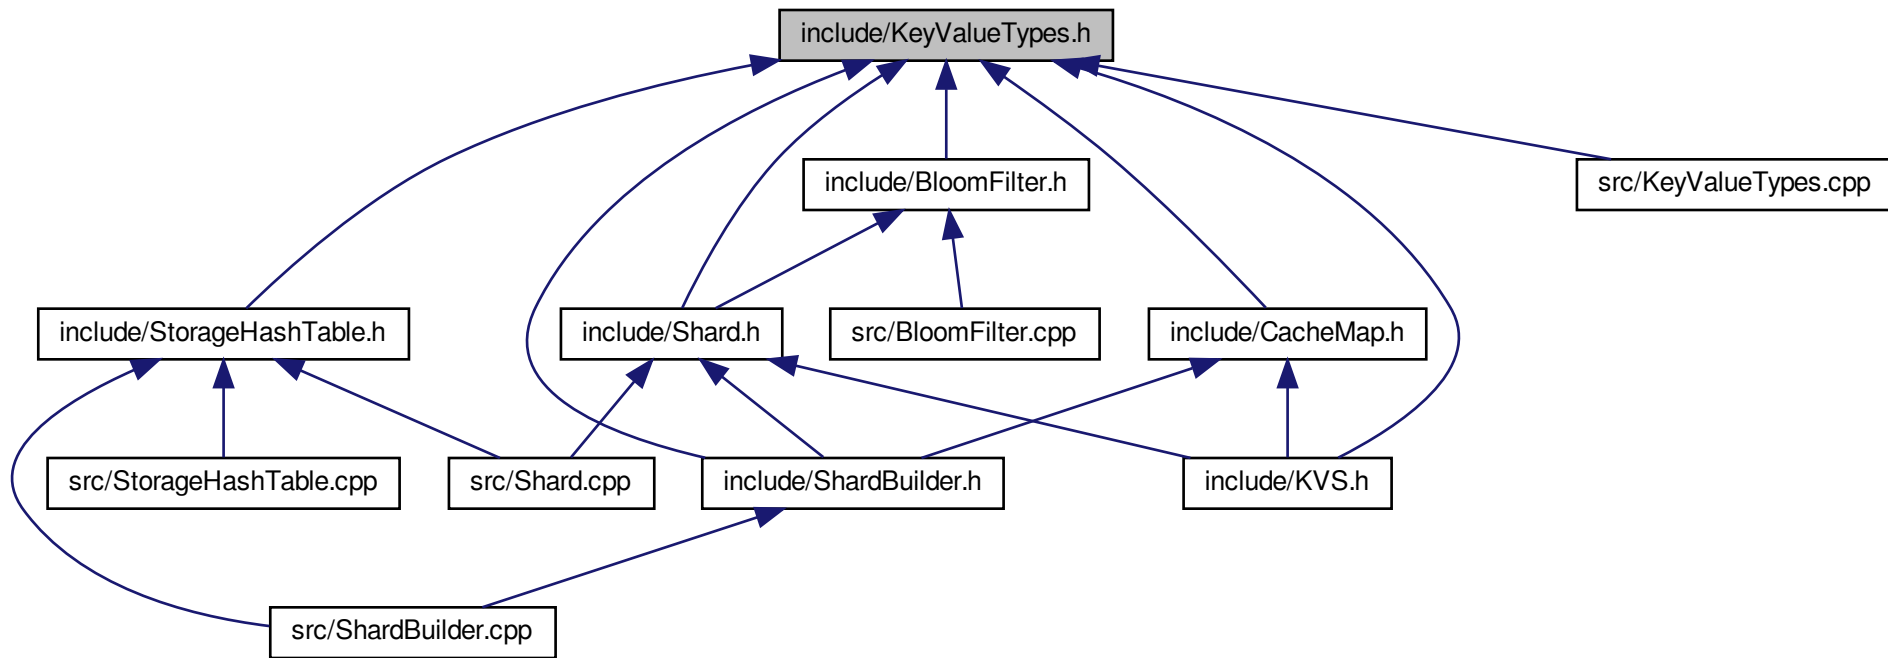 include/KeyValueTypes.h
include/BloomFilter.h
src/KeyValueTypes.cpp
include/StorageHashTable.h
include/Shard.h
src/BloomFilter.cpp
include/CacheMap.h
src/StorageHashTable.cpp
src/Shard.cpp
include/ShardBuilder.h
include/KVS.h
src/ShardBuilder.cpp